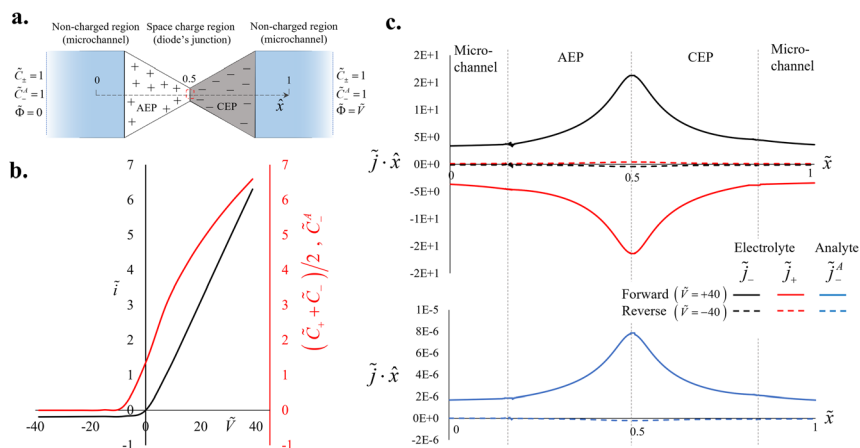 a.
Non-charged region
(microchannel)
Space charge region
(diode's junction)
Non-charged region
(microchannel)
C̃± = 1
C̃₋ᴬ = 1
Φ̃ = 0
0
0.5
1
AEP
CEP
x̂
C̃± = 1
C̃₋ᴬ = 1
Φ̃ = Ṽ
b.
7
6
5
4
3
2
1
0
-1
ĩ
-40
-20
0
20
40
Ṽ
7
6
5
4
3
2
1
0
-1
(C̃₊ + C̃₋)/2 , C̃₋ᴬ
c.
Micro-
channel
AEP
CEP
Micro-
channel
2E+1
2E+1
1E+1
5E+0
0E+0
-5E+0
-1E+1
-2E+1
-2E+1
j̃ · x̂
0
0.5
1
x̃
Electrolyte
Analyte
j̃₋
j̃₊
j̃₋ᴬ
Forward (Ṽ = +40)
Reverse (Ṽ = −40)
1E-5
8E-6
6E-6
4E-6
2E-6
0E+0
-2E-6
j̃ · x̂
0
0.5
1
x̃